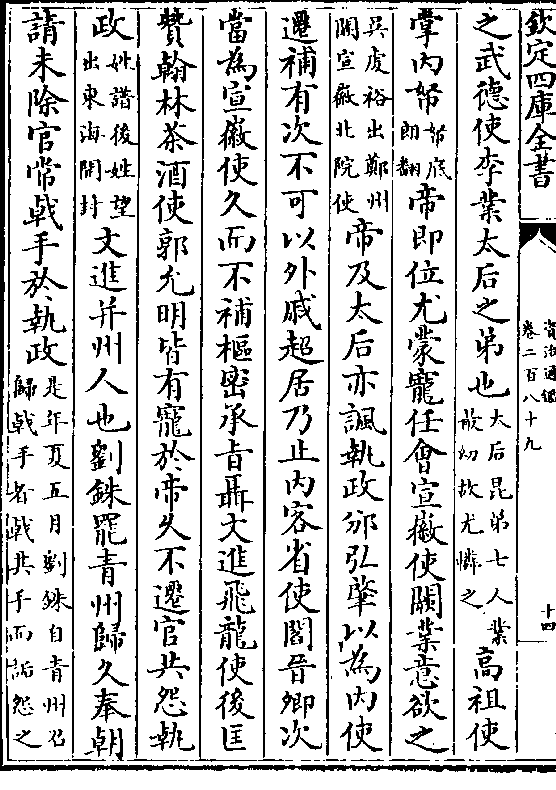 欽定四庫全書
資治通鑑
卷二百八十九
十四
之武德使李業太后之弟也太后昆弟七人業最幼故尤憐之高祖使
掌内帑帑底朗翻帝即位尤蒙寵任會宣徽使闕業意欲之
吳䖍裕出鄭州闕宣徽北院使帝及太后亦諷執政邠弘肇以為内使
遷補有次不可以外戚超居乃止内客省使閻晉卿次
當為宣徽使久而不補樞密承旨聶文進飛龍使後匡
贊翰林茶酒使郭允明皆有寵於帝久不遷官共怨執
政姓譜後姓望出東海開封文進并州人也劉銖罷青州歸久奉朝
請未除官常戟手於執政是年夏五月劉銖自青州召歸戟手者戟其手而詬怨之